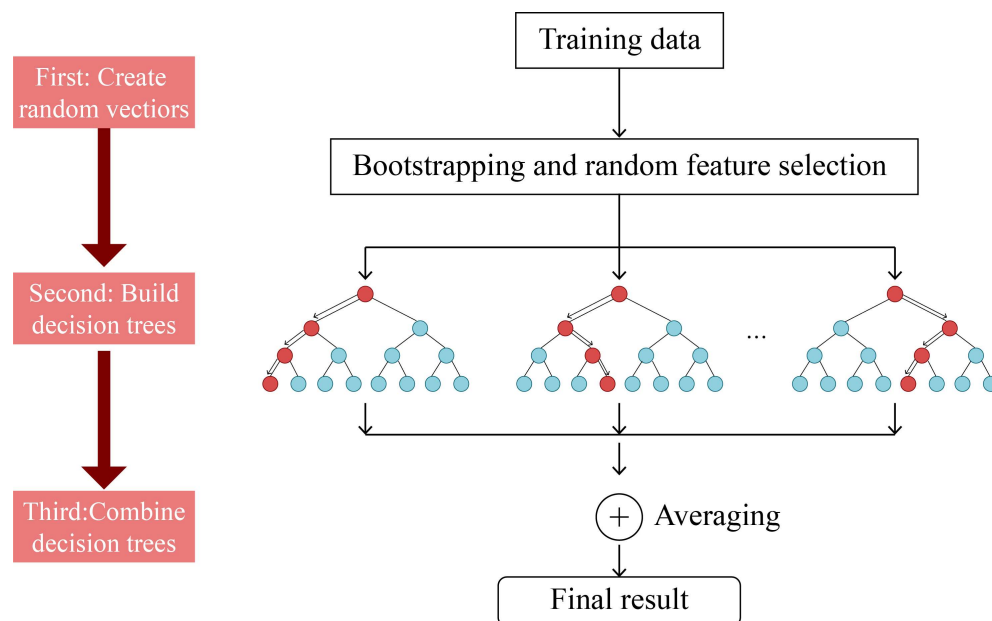 First: Create
random vectiors
Second: Build
decision trees
Third:Combine
decision trees
Training data
Bootstrapping and random feature selection
...
Averaging
Final result